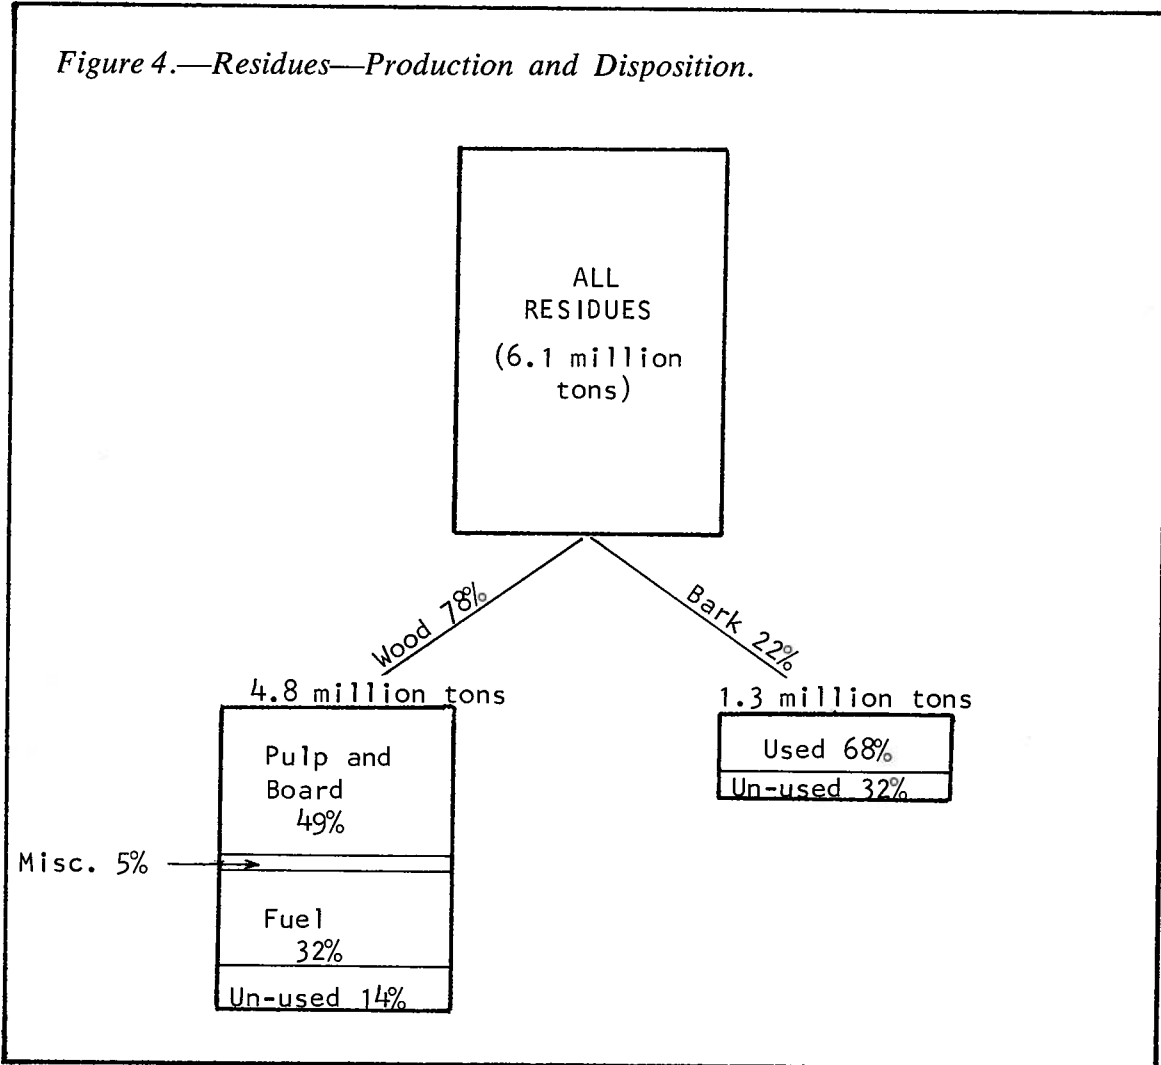 Figure 4.—Residues—Production and Disposition.
ALL
RESIDUES
(6.1 million
tons)
Wood 78%
Bark 22%
4.8 million tons
1.3 million tons
Pulp and
Board
49%
Used 68%
Un-used 32%
Misc. 5%
Fuel
32%
Un-used 14%